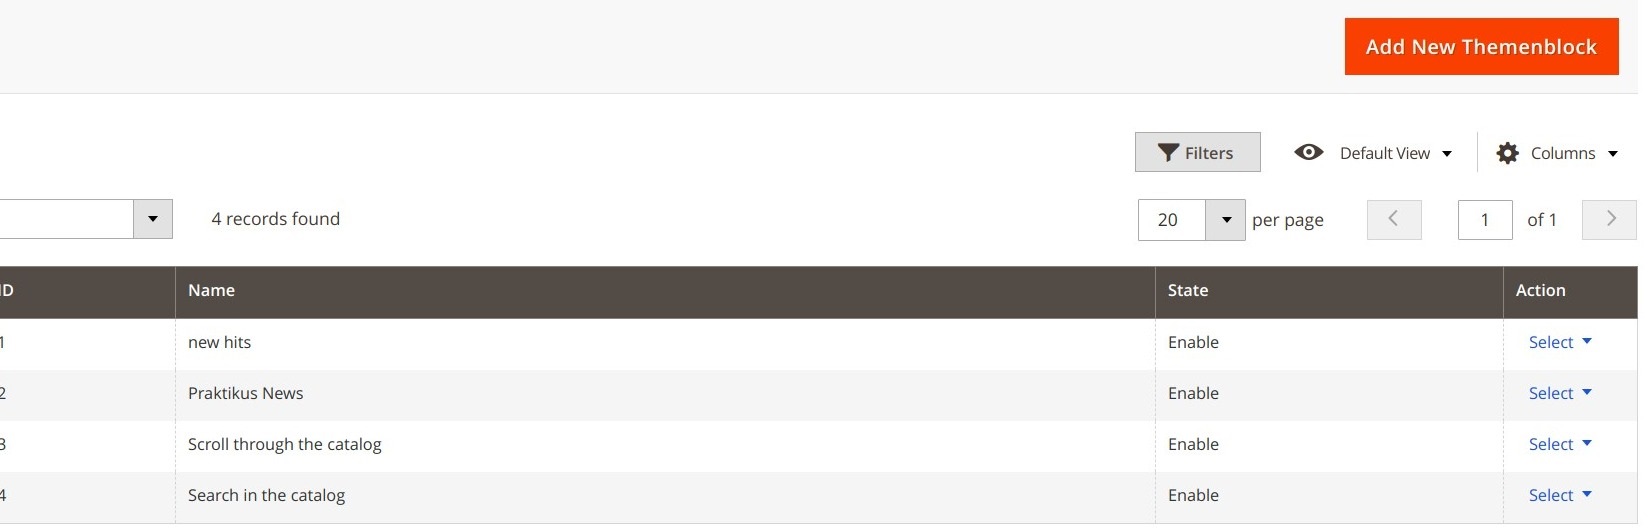 Add New Themenblock
Filters
Default View
Columns
4 records found
20
per page
1
of 1
ID Name State Action
1 new hits Enable Select
2 Praktikus News Enable Select
3 Scroll through the catalog Enable Select
4 Search in the catalog Enable Select